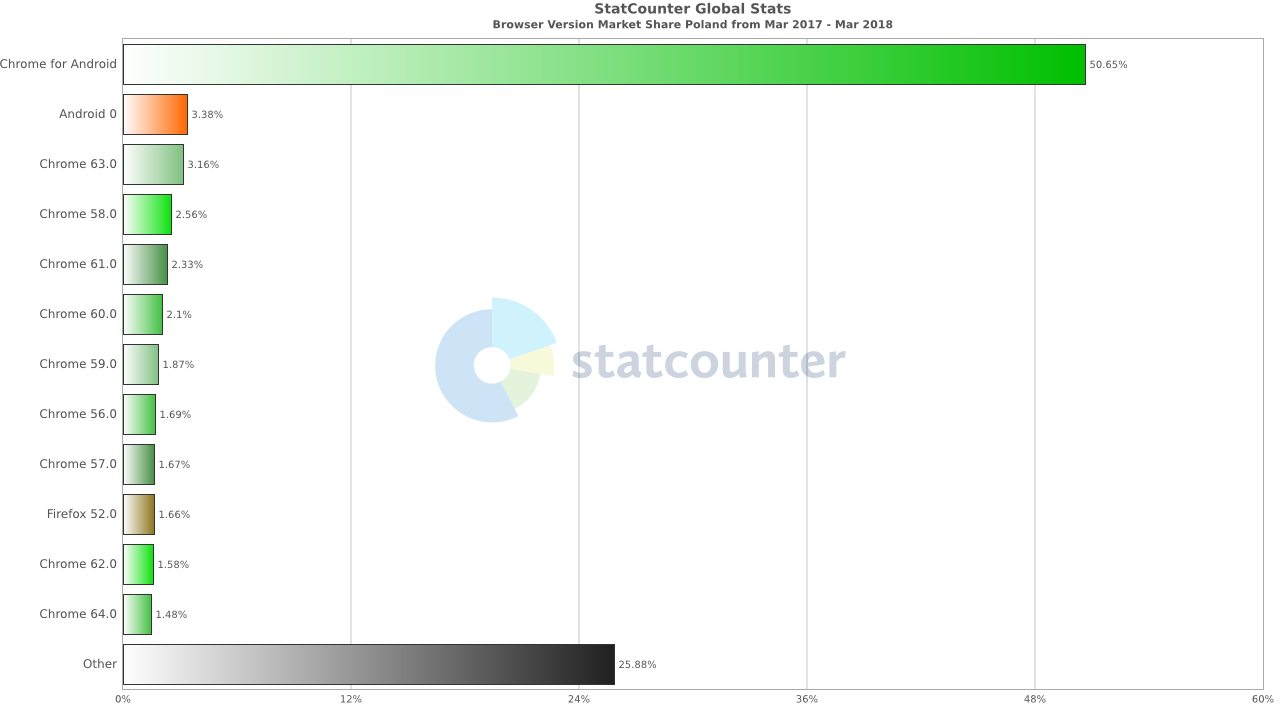 StatCounter Global Stats
Browser Version Market Share Poland from Mar 2017 - Mar 2018
Chrome for Android 50.65%
Android 0 3.38%
Chrome 63.0 3.16%
Chrome 58.0 2.56%
Chrome 61.0 2.33%
Chrome 60.0 2.1%
statcounter
Chrome 59.0 1.87%
Chrome 56.0 1.69%
Chrome 57.0 1.67%
Firefox 52.0 1.66%
Chrome 62.0 1.58%
Chrome 64.0 1.48%
Other 25.88%
0% 12% 24% 36% 48% 60%